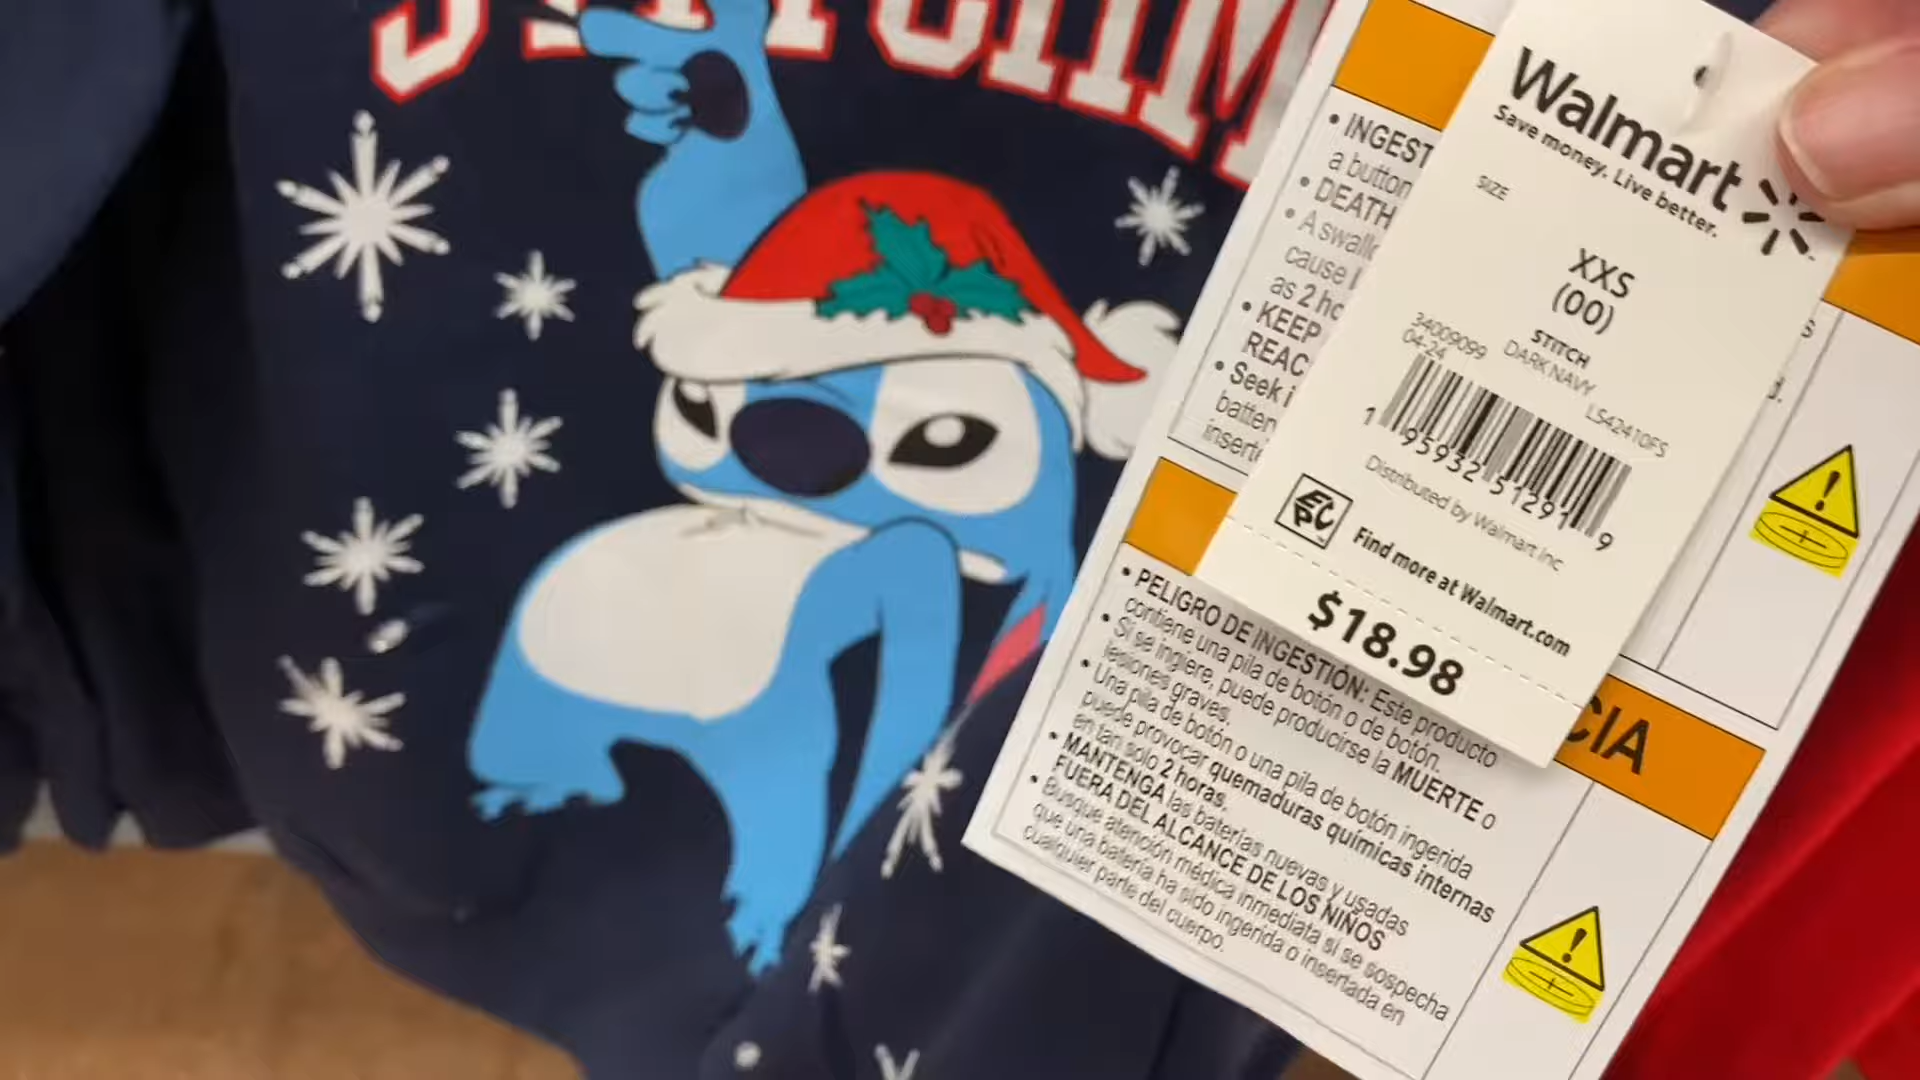 Walmart
Save money. Live better.
SIZE
XXS
(00)
STITCH
34009099
DARK NAVY
04-24
LS42410FS
1 95932 51291 9
Distributed by Walmart Inc
EPC
Find more at Walmart.com
$18.98
• INGEST
a button
• DEATH
• A swall
cause
as 2 ho
• KEEP
REAC
• Seek i
batter
insert
CIA
• PELIGRO DE INGESTIÓN: Este producto
contiene una pila de botón o de botón.
• Si se ingiere, puede producirse la MUERTE o
lesiones graves.
• Una pila de botón o una pila de botón ingerida
puede provocar quemaduras químicas internas
en tan solo 2 horas.
• MANTENGA las baterías nuevas y usadas
FUERA DEL ALCANCE DE LOS NIÑOS
• Busque atención médica inmediata si se sospecha
que una batería ha sido ingerida o insertada en
cualquier parte del cuerpo.